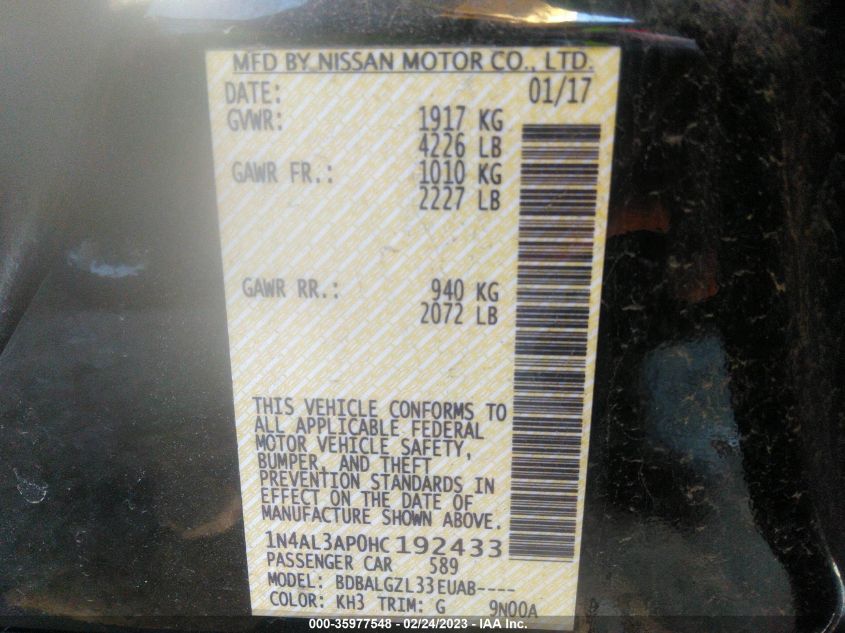 MFD BY NISSAN MOTOR CO., LTD.
DATE: 01/17
GVWR: 1917 KG
4226 LB
GAWR FR.: 1010 KG
2227 LB
GAWR RR.: 940 KG
2072 LB
THIS VEHICLE CONFORMS TO
ALL APPLICABLE FEDERAL
MOTOR VEHICLE SAFETY,
BUMPER, AND THEFT
PREVENTION STANDARDS IN
EFFECT ON THE DATE OF
MANUFACTURE SHOWN ABOVE.
1N4AL3AP0HC192433
PASSENGER CAR 589
MODEL: BDBALGZL33EUAB----
COLOR: KH3 TRIM: G 9N00A
000-35977548 - 02/24/2023 - IAA Inc.